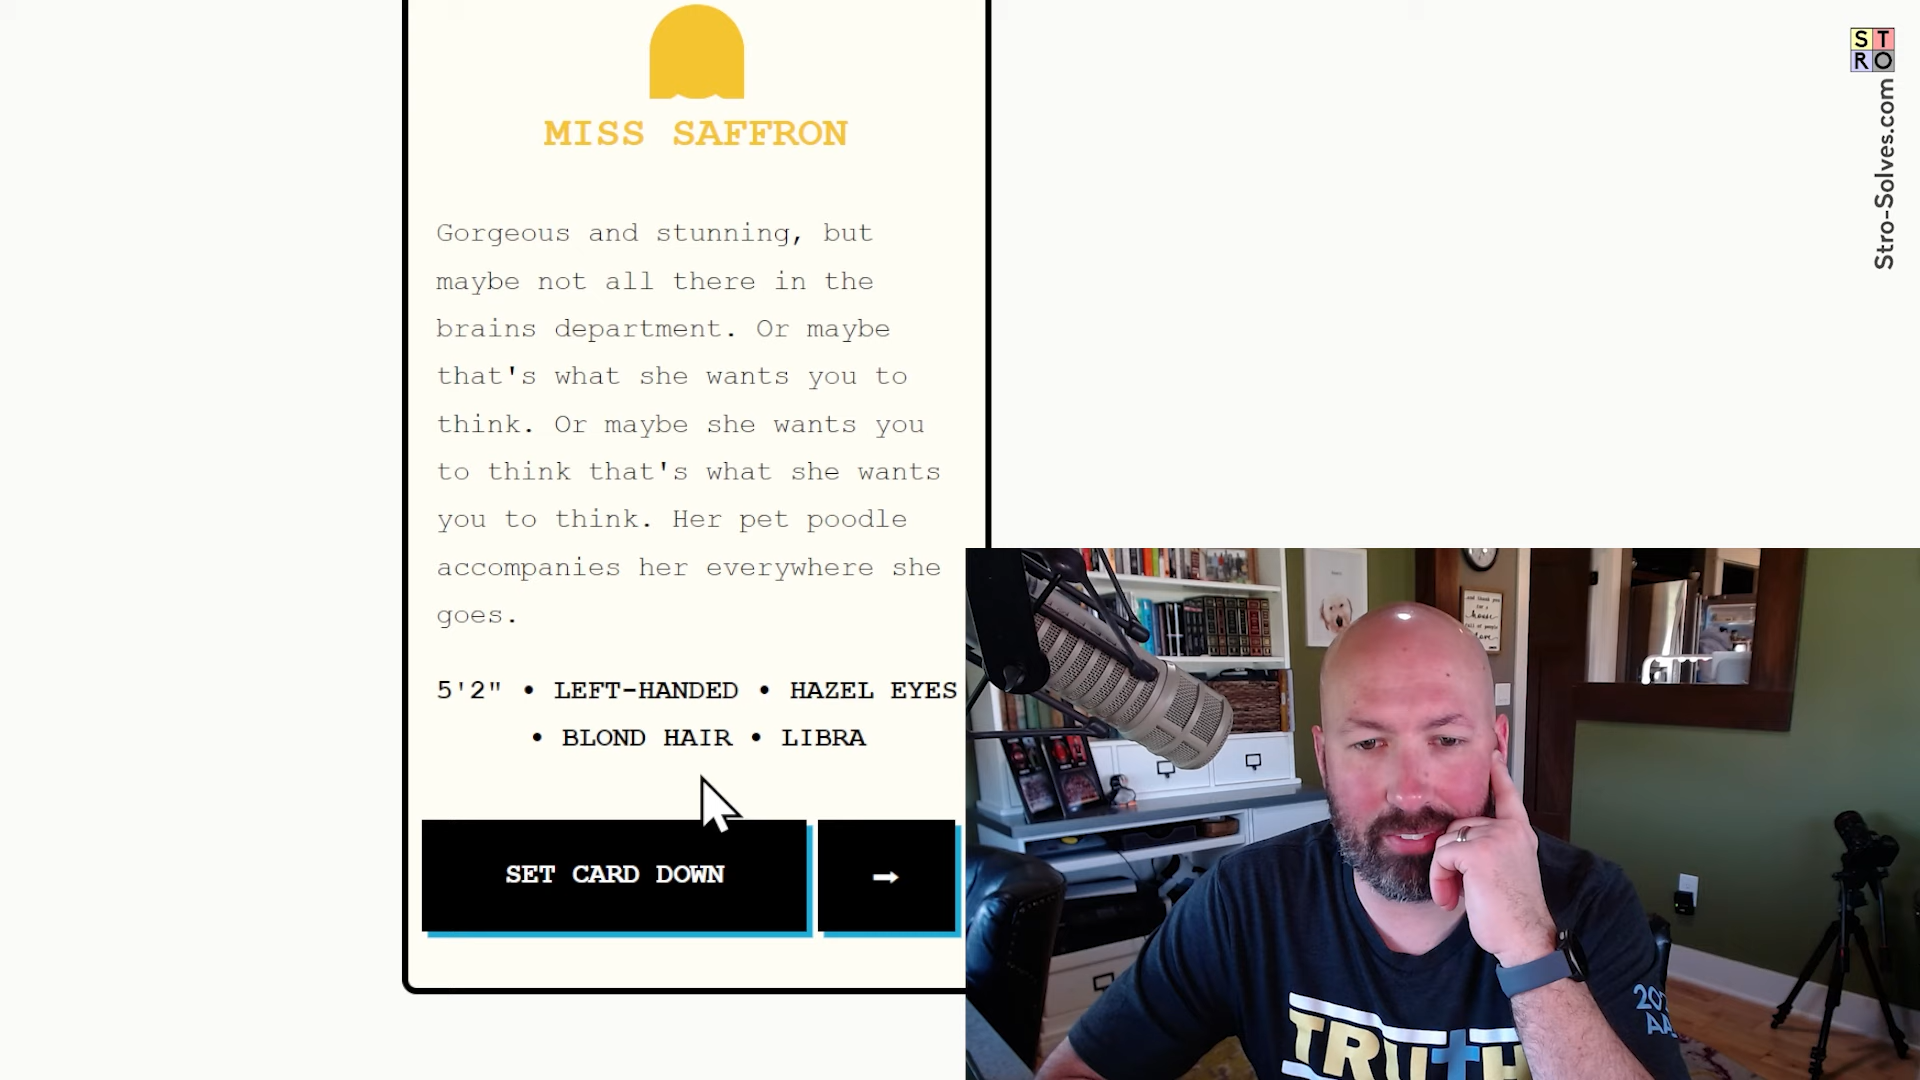 MISS SAFFRON
Gorgeous and stunning, but
maybe not all there in the
brains department. Or maybe
that's what she wants you to
think. Or maybe she wants you
to think that's what she wants
you to think. Her pet poodle
accompanies her everywhere she
goes.
5'2" • LEFT-HANDED • HAZEL EYES
• BLOND HAIR • LIBRA
SET CARD DOWN
→
ST
RO
Stro-Solves.com
TRUTH